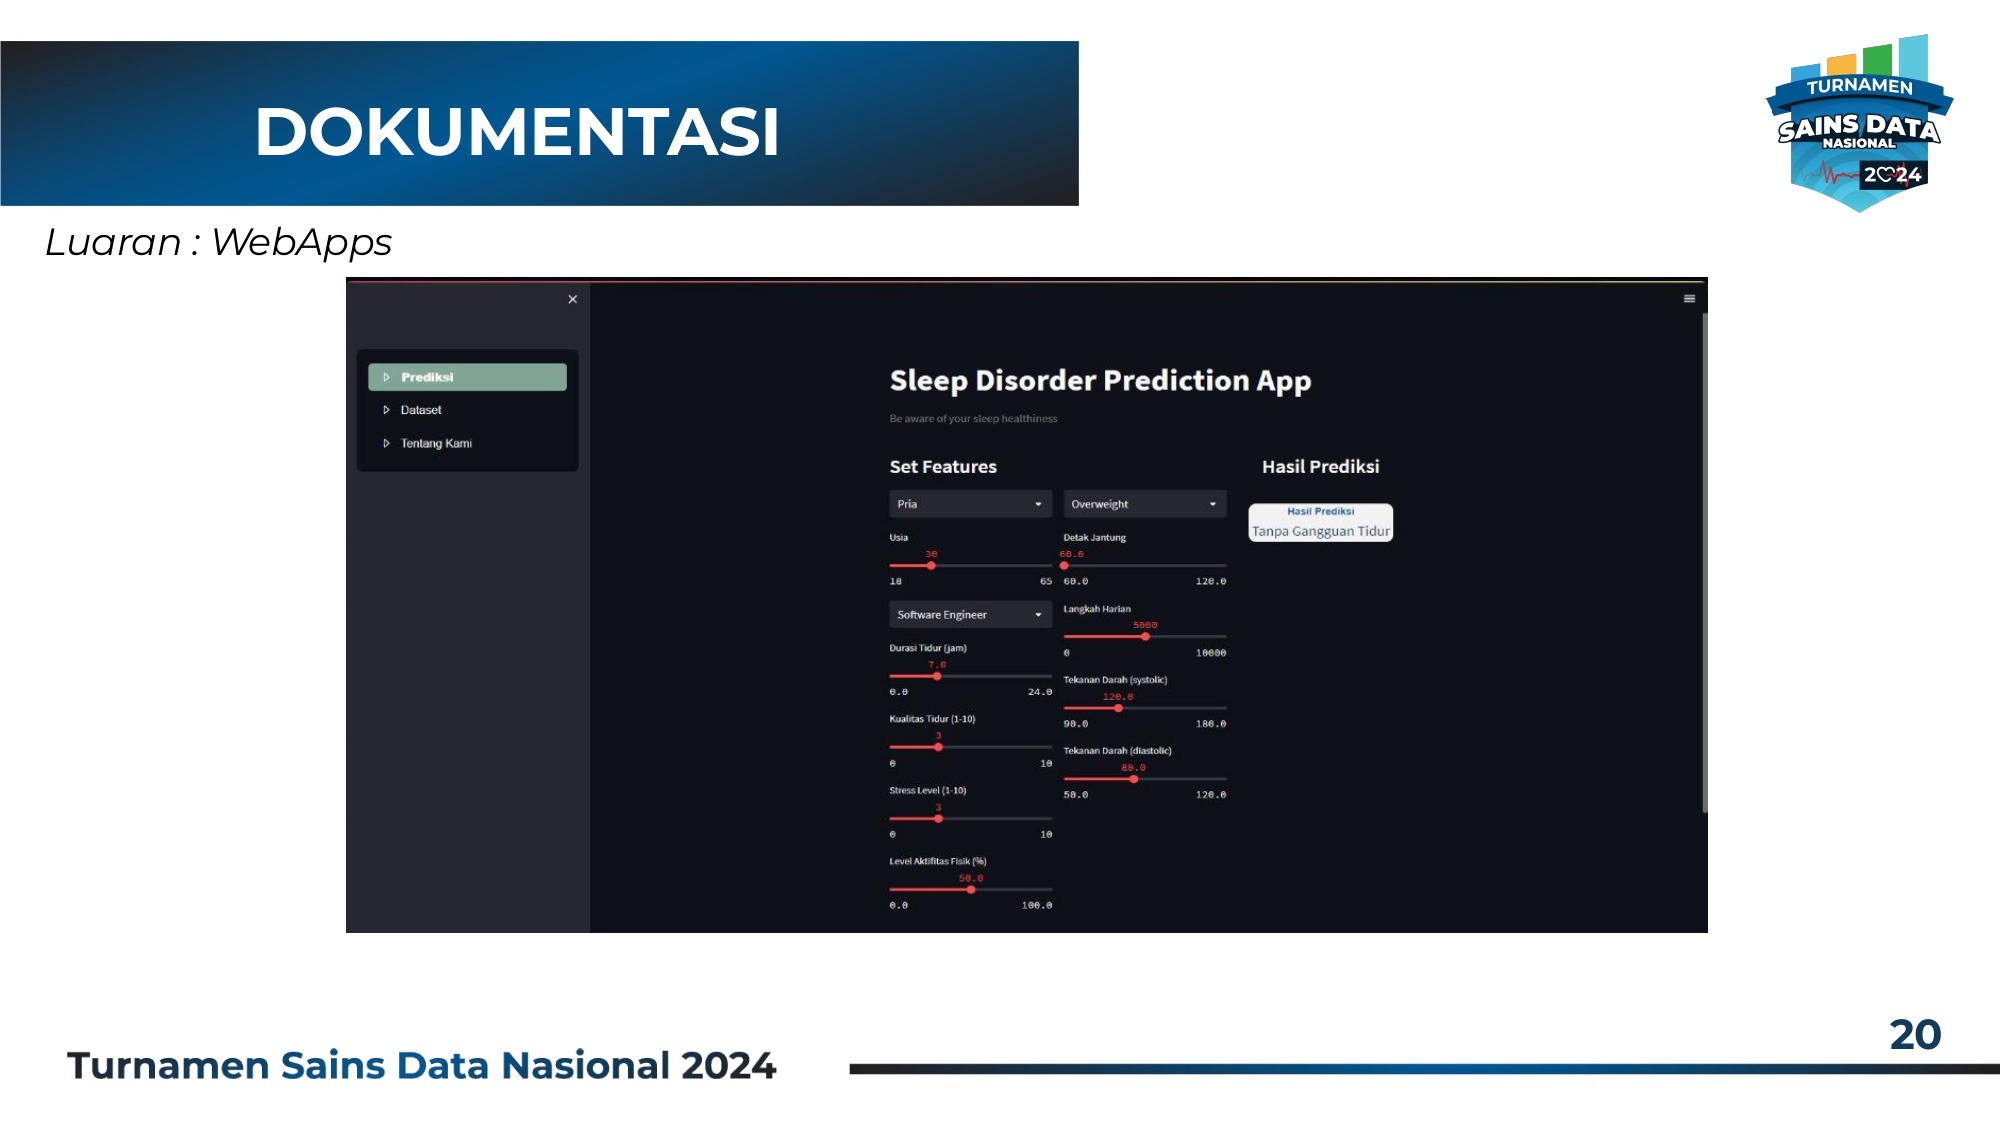 DOKUMENTASI
TURNAMEN
SAINS DATA
NASIONAL
2024
Luaran : WebApps
Prediksi
Dataset
Tentang Kami
Sleep Disorder Prediction App
Be aware of your sleep healthiness
Set Features
Pria
Usia
30
18 65
Software Engineer
Durasi Tidur (jam)
7.0
0.0 24.0
Kualitas Tidur (1-10)
3
0 10
Stress Level (1-10)
3
0 10
Level Aktifitas Fisik (%)
50.0
0.0 100.0
Overweight
Detak Jantung
60.0
60.0 120.0
Langkah Harian
5000
0 10000
Tekanan Darah (systolic)
120.0
90.0 180.0
Tekanan Darah (diastolic)
80.0
50.0 120.0
Hasil Prediksi
Hasil Prediksi
Tanpa Gangguan Tidur
20
Turnamen Sains Data Nasional 2024